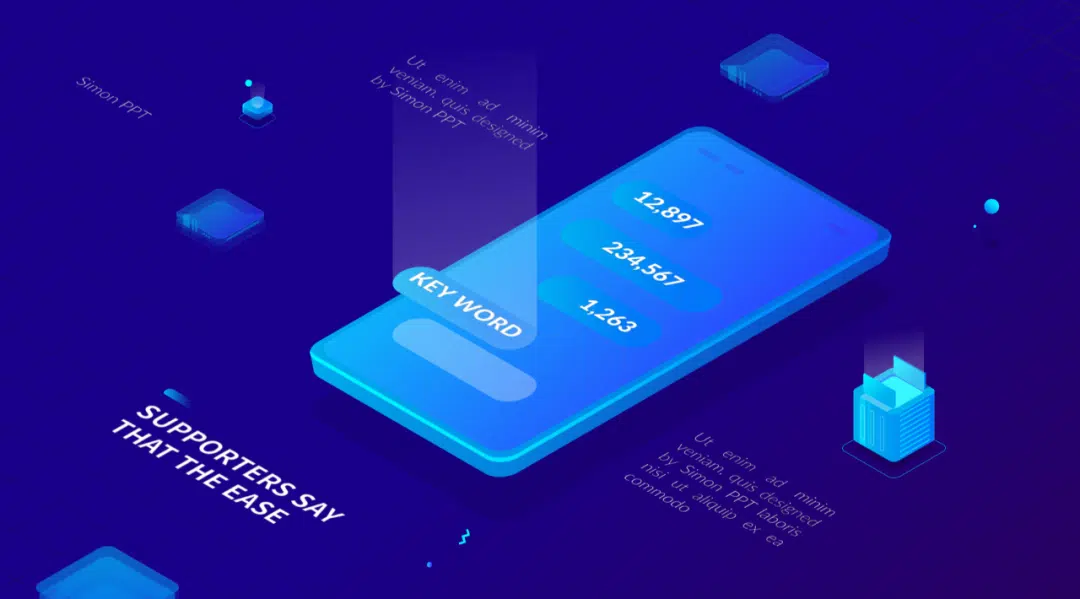 Simon PPT
Ut enim ad minim
veniam, quis designed
by Simon PPT
12,897
234,567
1,263
KEY WORD
SUPPORTERS SAY
THAT THE EASE
Ut enim ad minim
veniam, quis designed
by Simon PPT laboris
nisi ut aliquip ex ea
commodo